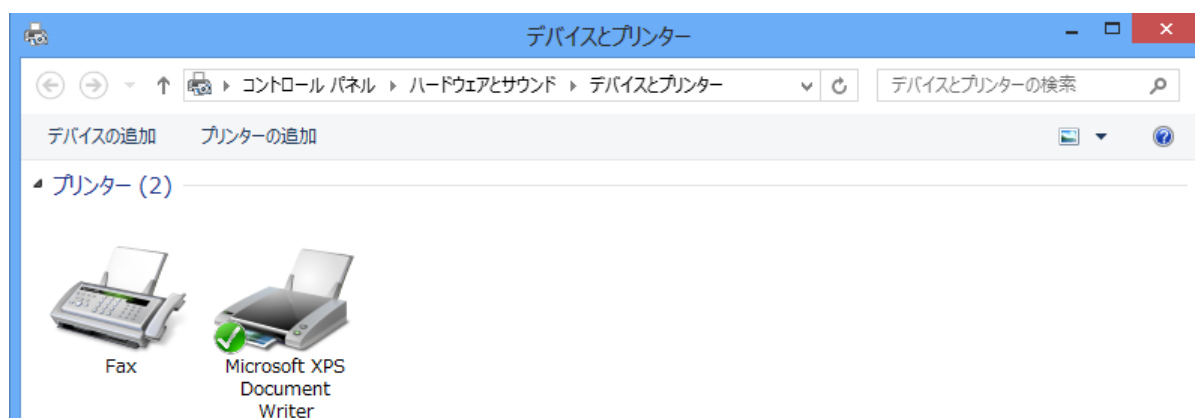 デバイスとプリンター
コントロール パネル ハードウェアとサウンド デバイスとプリンター デバイスとプリンターの検索
デバイスの追加 プリンターの追加
プリンター (2)
Fax
Microsoft XPS
Document
Writer